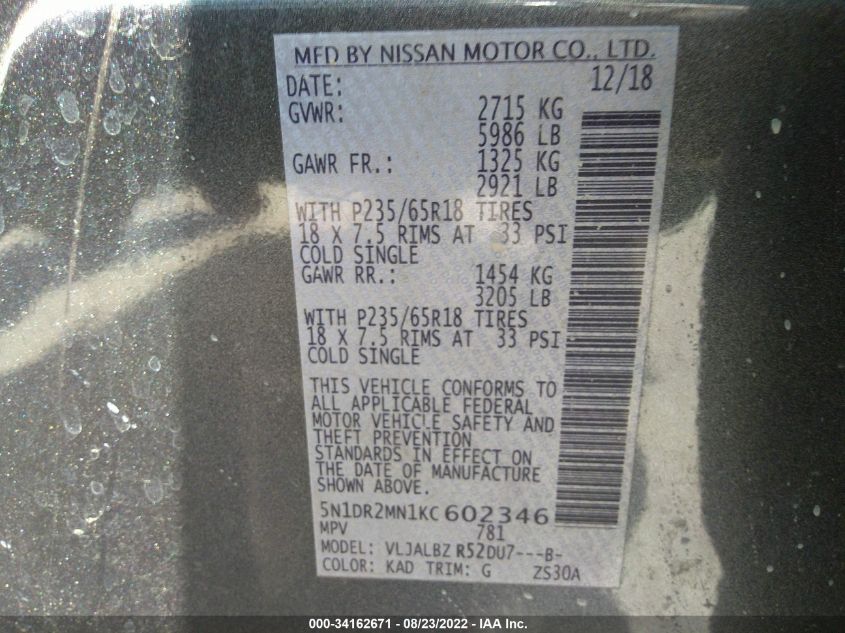 MFD BY NISSAN MOTOR CO., LTD.
DATE: 12/18
GVWR: 2715 KG
5986 LB
GAWR FR.: 1325 KG
2921 LB
WITH P235/65R18 TIRES
18 X 7.5 RIMS AT 33 PSI
COLD SINGLE
GAWR RR.: 1454 KG
3205 LB
WITH P235/65R18 TIRES
18 X 7.5 RIMS AT 33 PSI
COLD SINGLE
THIS VEHICLE CONFORMS TO
ALL APPLICABLE FEDERAL
MOTOR VEHICLE SAFETY AND
THEFT PREVENTION
STANDARDS IN EFFECT ON
THE DATE OF MANUFACTURE
SHOWN ABOVE.
5N1DR2MN1KC602346
MPV 781
MODEL: VLJALBZ R52DU7---B-
COLOR: KAD TRIM: G ZS30A
000-34162671 - 08/23/2022 - IAA Inc.